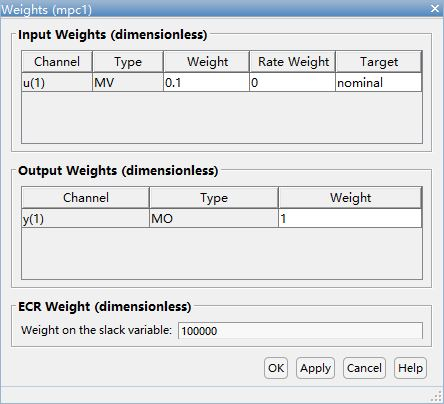 Weights (mpc1)
Input Weights (dimensionless)
Channel Type Weight Rate Weight Target
u(1) MV 0.1 0 nominal
Output Weights (dimensionless)
Channel Type Weight
y(1) MO 1
ECR Weight (dimensionless)
Weight on the slack variable: 100000
OK Apply Cancel Help